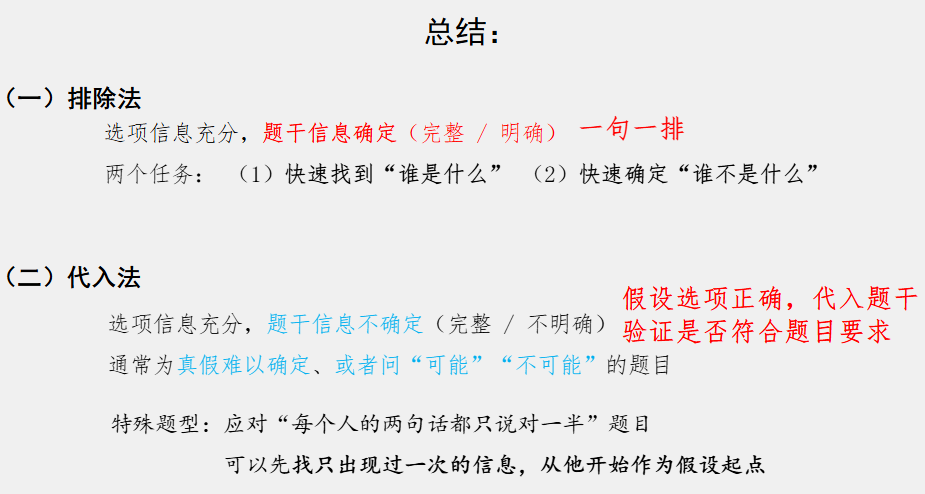 总结：
（一）排除法
选项信息充分，题干信息确定（完整 / 明确） 一句一排
两个任务： （1）快速找到“谁是什么” （2）快速确定“谁不是什么”
（二）代入法
选项信息充分，题干信息不确定（完整 / 不明确）
假设选项正确，代入题干
验证是否符合题目要求
通常为真假难以确定、或者问“可能”“不可能”的题目
特殊题型：应对“每个人的两句话都只说对一半”题目
可以先找只出现过一次的信息，从他开始作为假设起点